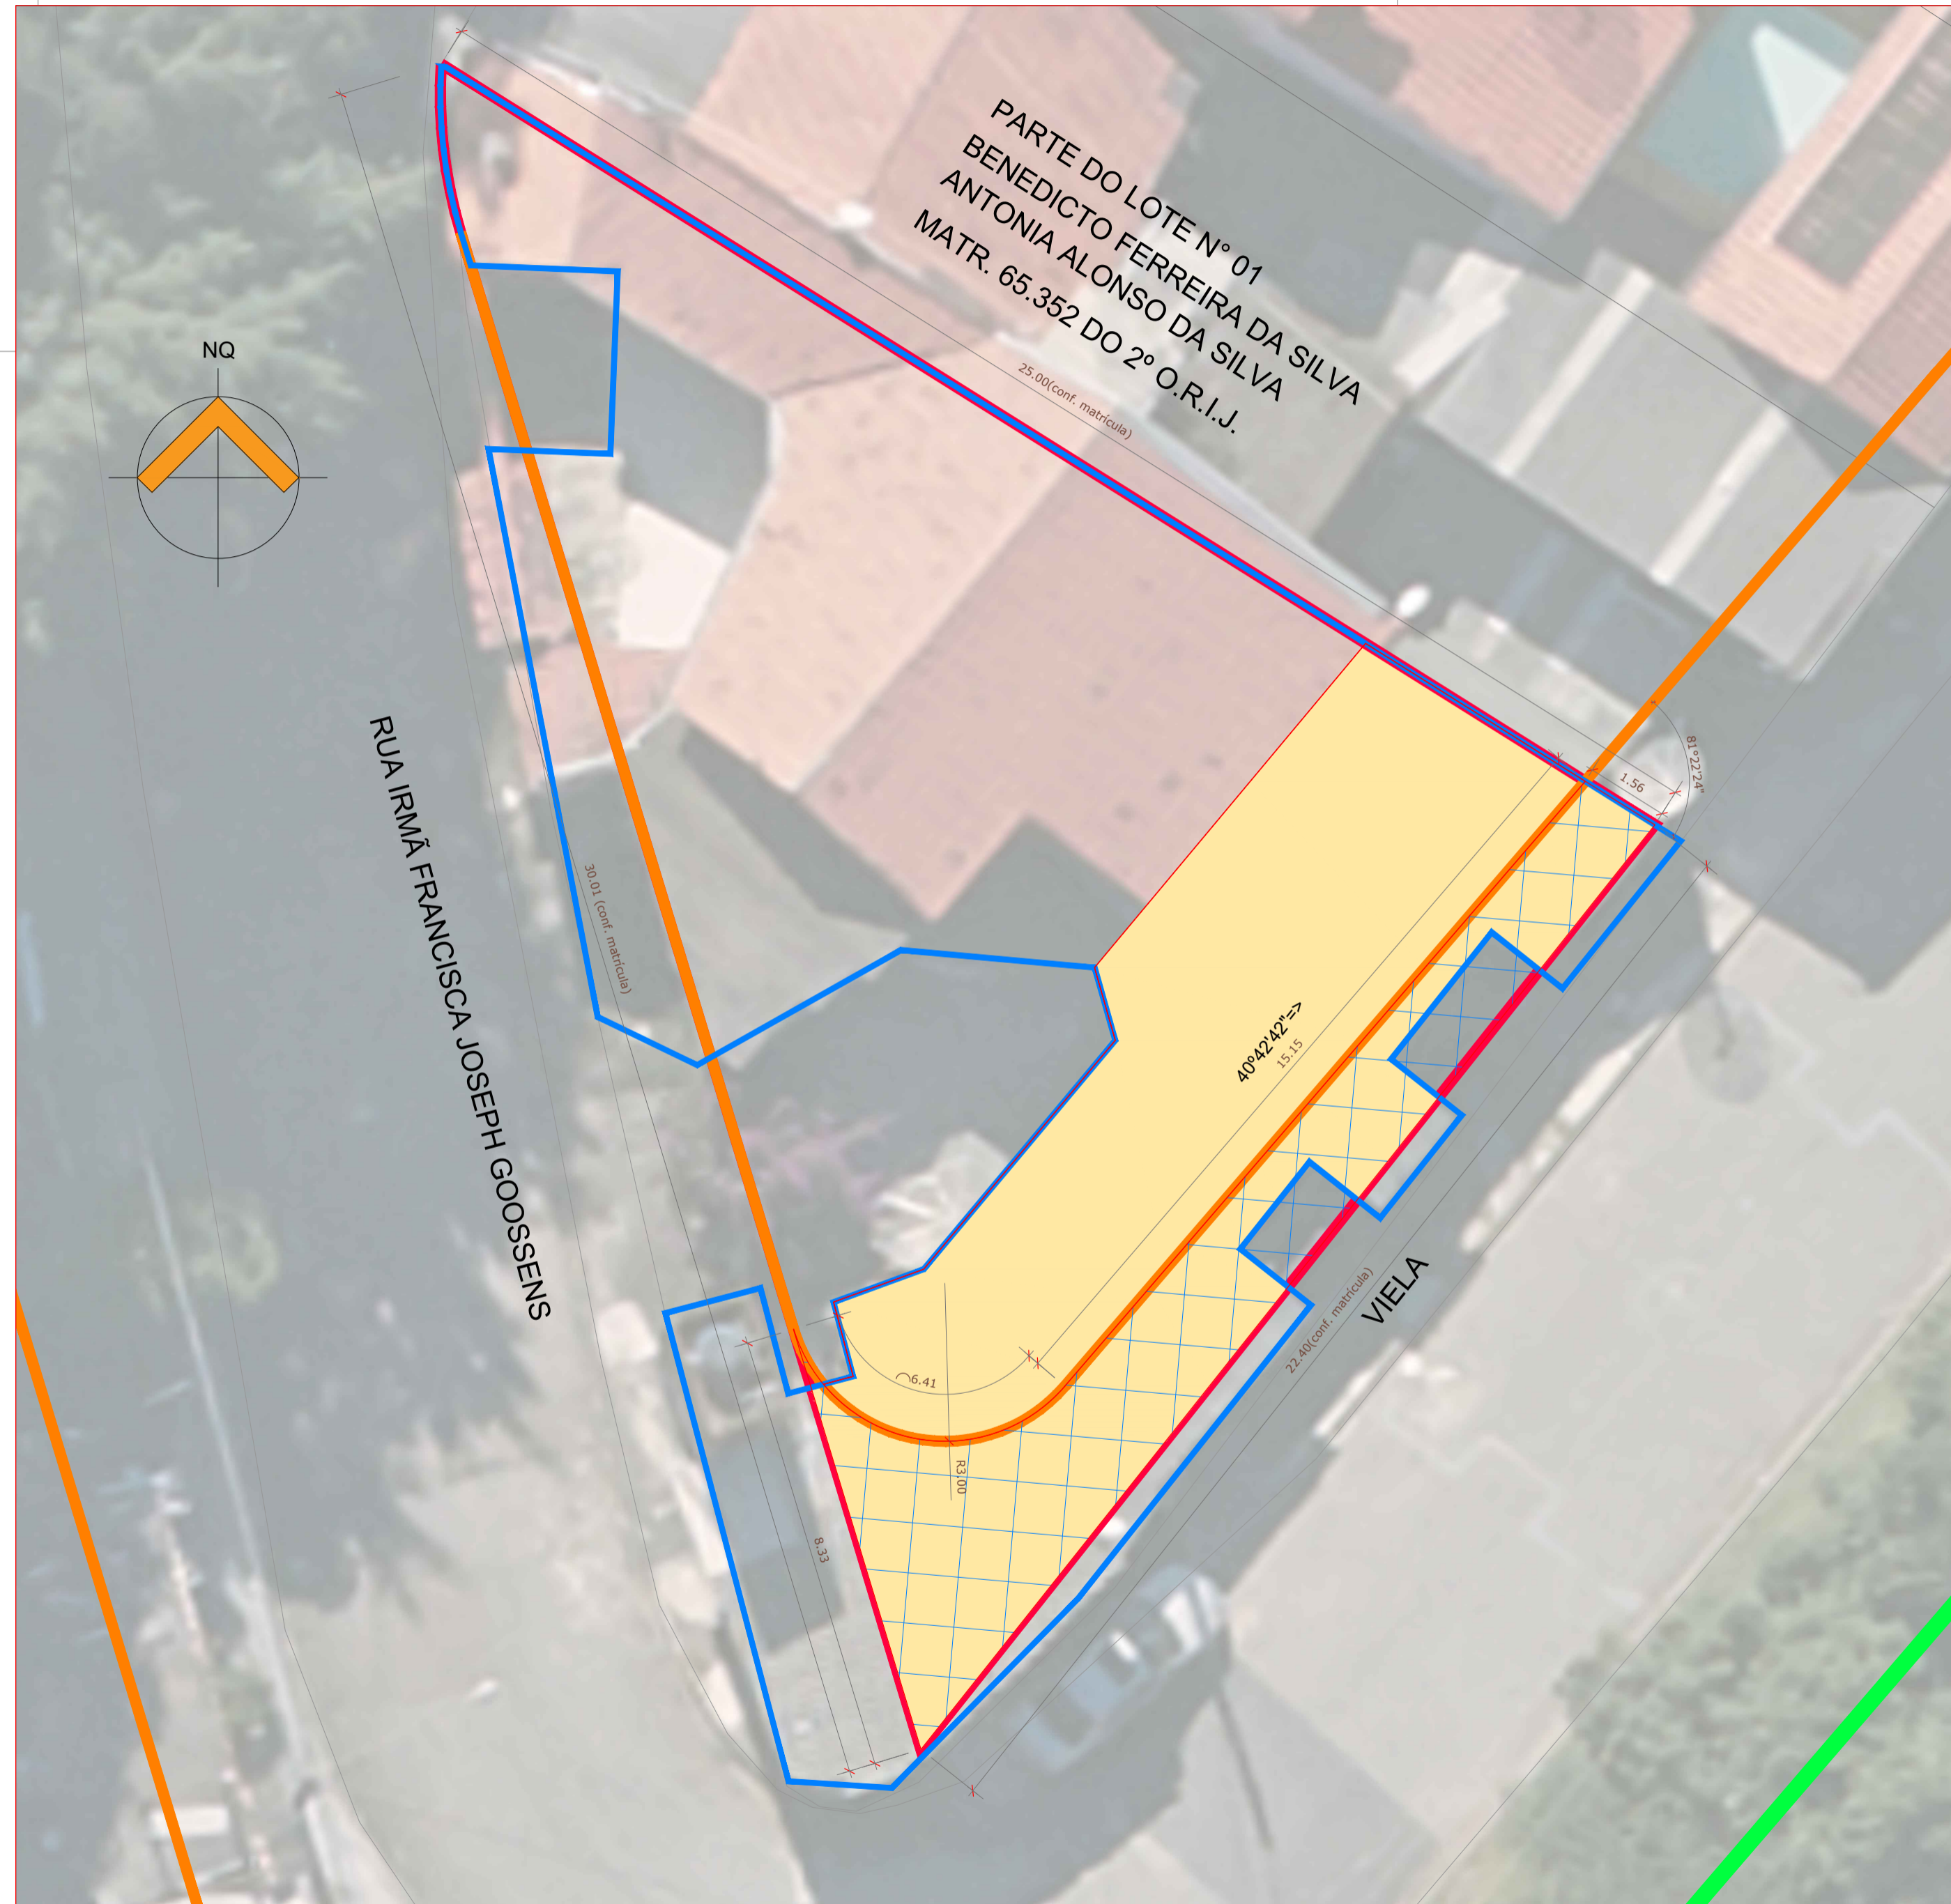 PARTE DO LOTE N° 01
BENEDICTO FERREIRA DA SILVA
ANTONIA ALONSO DA SILVA
MATR. 65.352 DO 2º O.R.I.J.
NQ
25.00(conf. matrícula)
81°22'24"
1.56
RUA IRMÃ FRANCISCA JOSEPH GOOSSENS
30.01 (conf. matrícula)
40º42'42"=>
15.15
VIELA
22.40(conf. matrícula)
6.41
R3.00
8.33